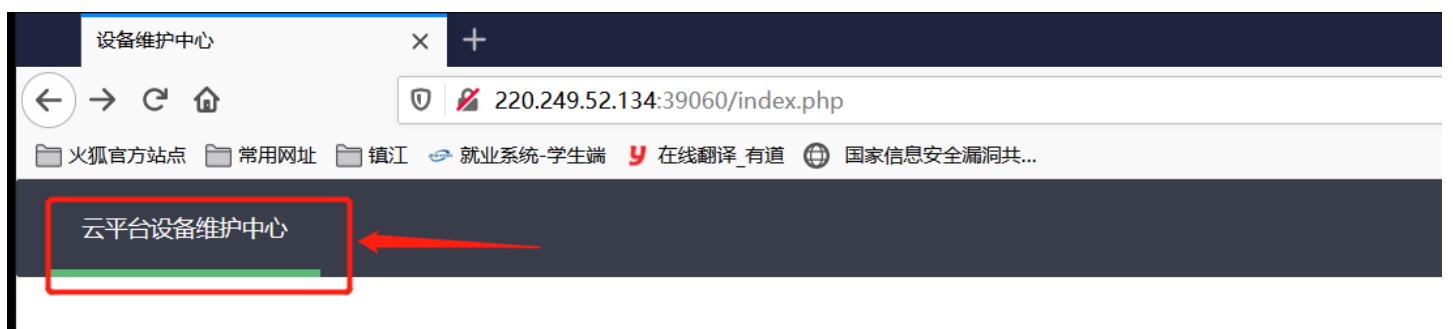 设备维护中心
220.249.52.134:39060/index.php
火狐官方站点 常用网址 镇江 就业系统-学生端 在线翻译_有道 国家信息安全漏洞共...
云平台设备维护中心